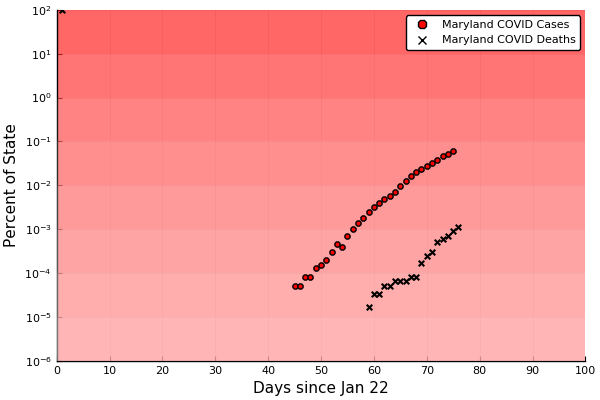 Maryland COVID Cases
Maryland COVID Deaths
Percent of State
10²
10¹
10⁰
10⁻¹
10⁻²
10⁻³
10⁻⁴
10⁻⁵
10⁻⁶
0 10 20 30 40 50 60 70 80 90 100
Days since Jan 22